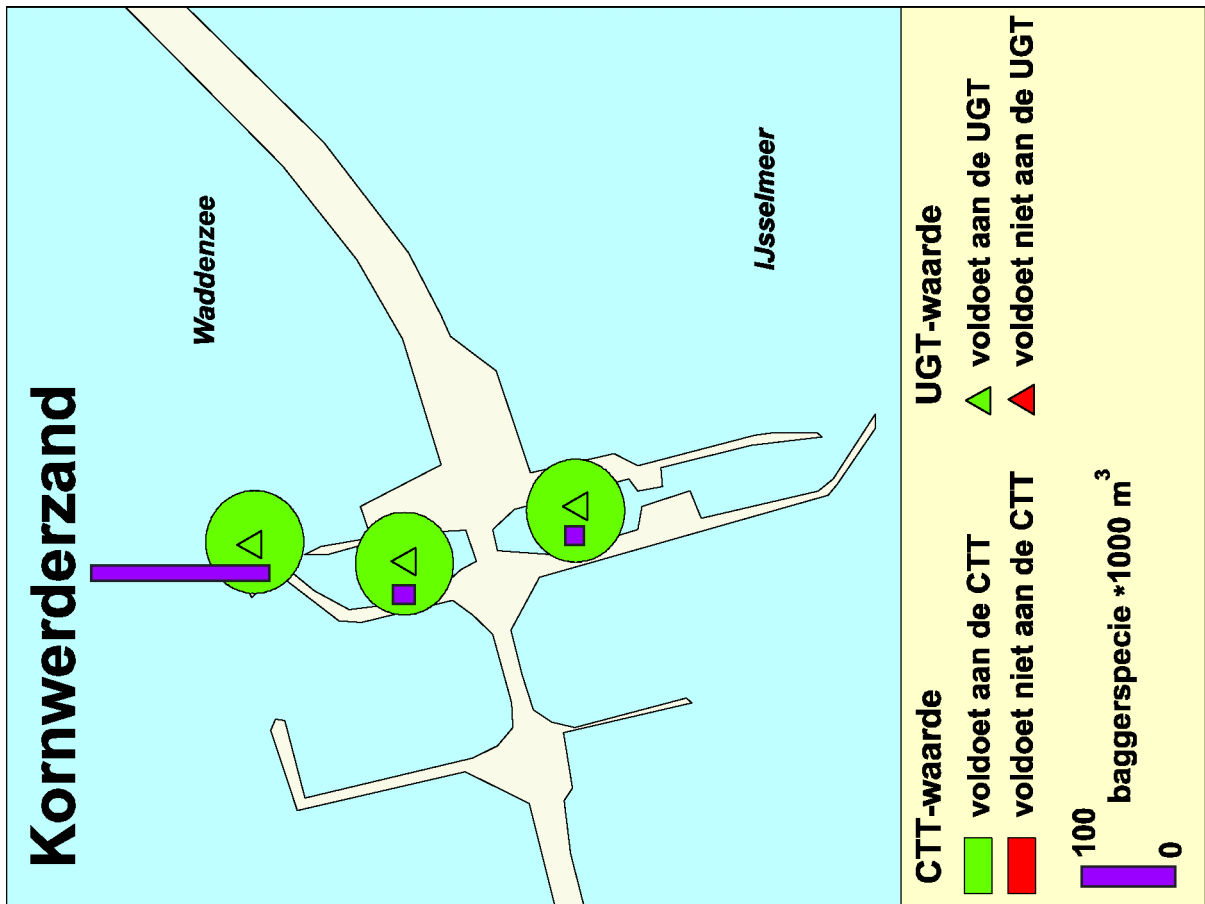 Kornwerderzand
Waddenzee
IJsselmeer
CTT-waarde
voldoet aan de CTT
voldoet niet aan de CTT
UGT-waarde
voldoet aan de UGT
voldoet niet aan de UGT
100
0
baggerspecie *1000 m³